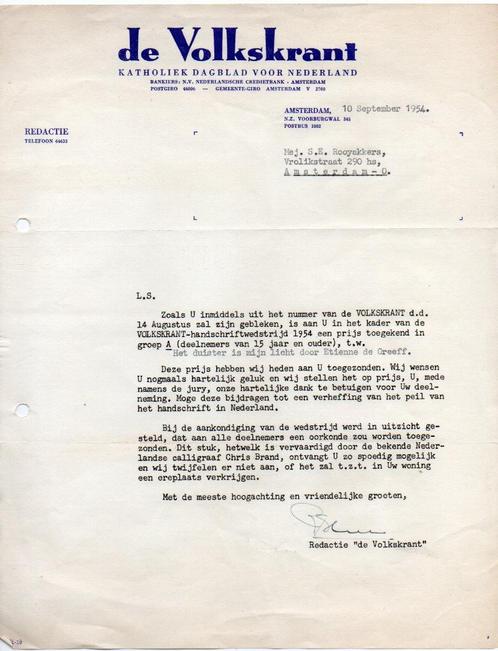 de Volkskrant
KATHOLIEK DAGBLAD VOOR NEDERLAND
BANKIERS: N.V. NEDERLANDSCHE CREDIETBANK - AMSTERDAM
POSTGIRO 46006 — GEMEENTE-GIRO AMSTERDAM V 2760
REDACTIE
TELEFOON 64633
AMSTERDAM, 10 September 1954.
N.Z. VOORBURGWAL 345
POSTBUS 1002
Mej. S.E. Rooyakkers,
Vrolikstraat 290 hs,
Amsterdam-O.
L.S.
Zoals U inmiddels uit het nummer van de VOLKSKRANT d.d.
14 Augustus zal zijn gebleken, is aan U in het kader van de
VOLKSKRANT-handschriftwedstrijd 1954 een prijs toegekend in
groep A (deelnemers van 15 jaar en ouder), t.w.
Het duister is mijn licht door Etienne de Greeff.
Deze prijs hebben wij heden aan U toegezonden. Wij wensen
U nogmaals hartelijk geluk en wij stellen het op prijs, U, mede
namens de jury, onze hartelijke dank te betuigen voor Uw deel-
neming. Moge deze bijdragen tot een verheffing van het peil van
het handschrift in Nederland.
Bij de aankondiging van de wedstrijd werd in uitzicht ge-
steld, dat aan alle deelnemers een oorkonde zou worden toege-
zonden. Dit stuk, hetwelk is vervaardigd door de bekende Neder-
landse calligraaf Chris Brand, ontvangt U zo spoedig mogelijk
en wij twijfelen er niet aan, of het zal t.z.t. in Uw woning
een ereplaats verkrijgen.
Met de meeste hoogachting en vriendelijke groeten,
Redactie "de Volkskrant"